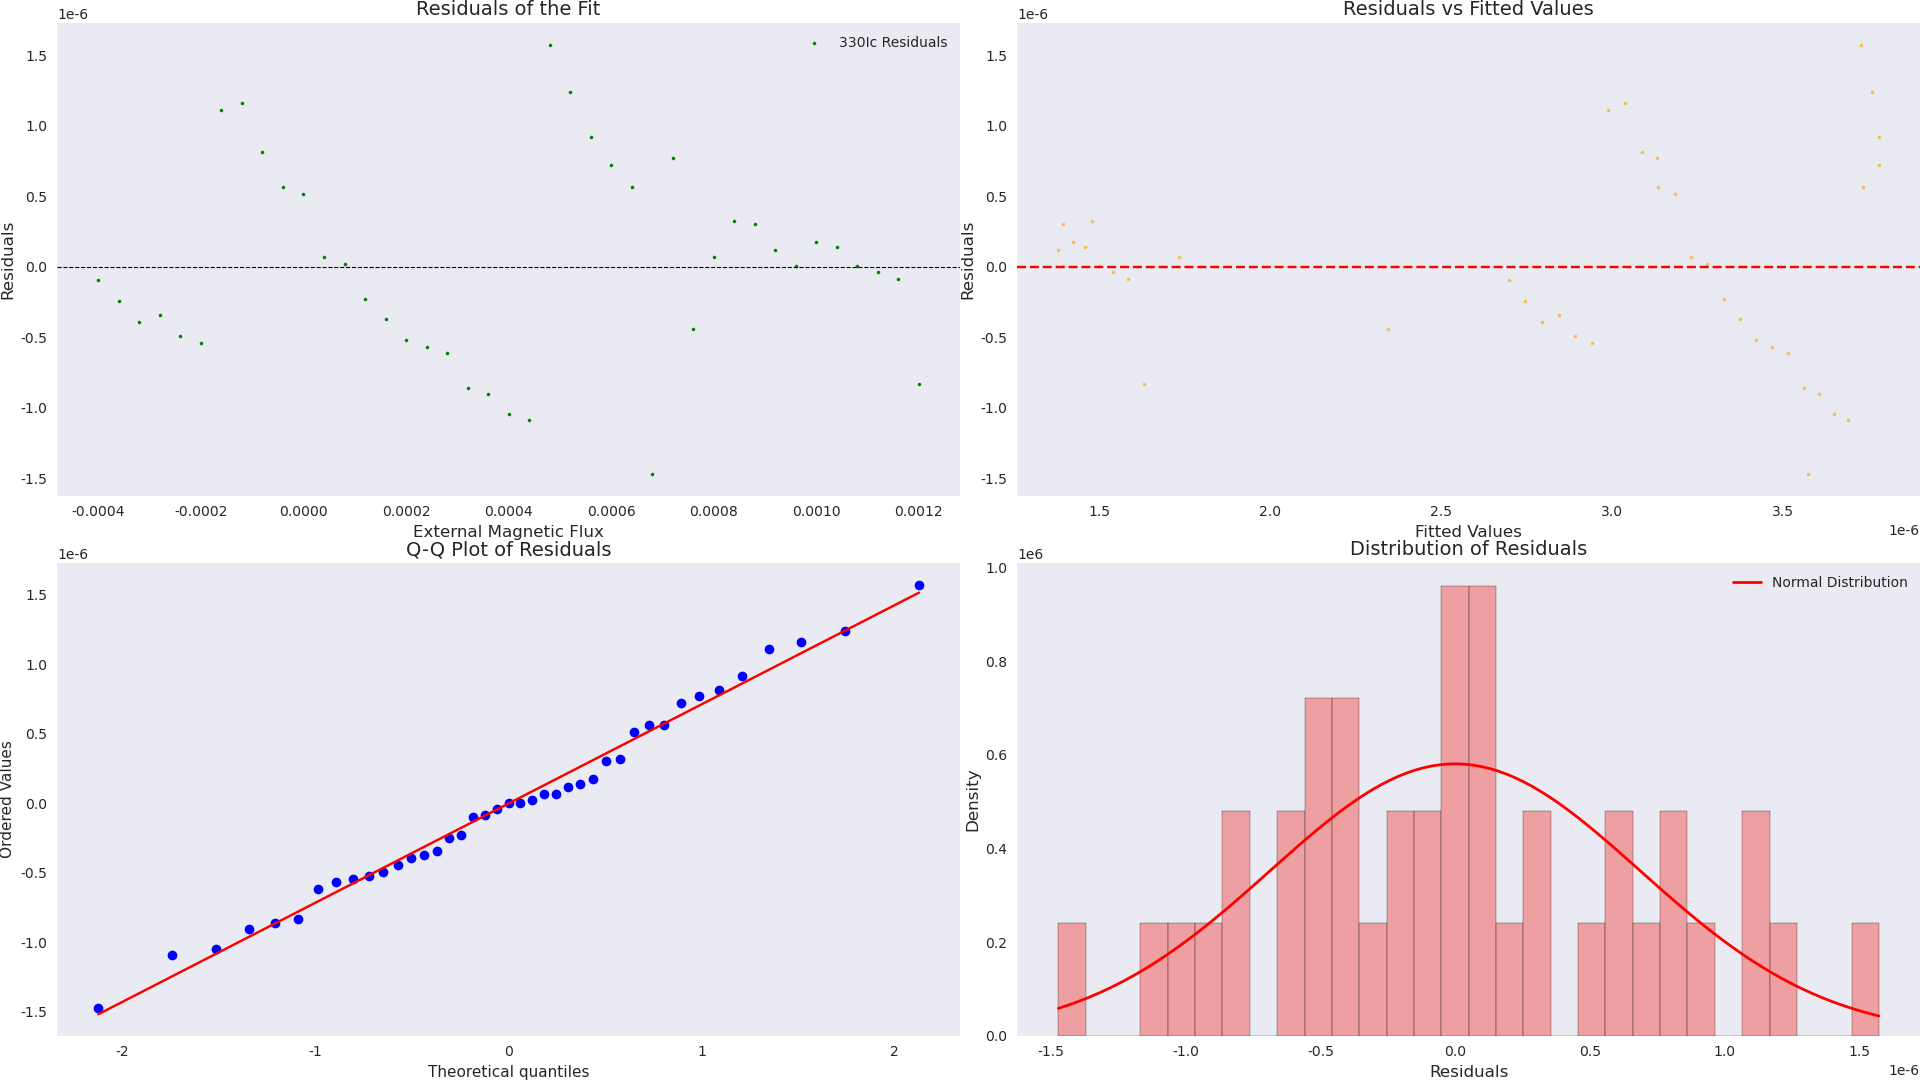 Residuals of the Fit
1e-6
330Ic Residuals
1.5
1.0
0.5
0.0
-0.5
-1.0
-1.5
Residuals
-0.0004 -0.0002 0.0000 0.0002 0.0004 0.0006 0.0008 0.0010 0.0012
External Magnetic Flux
Residuals vs Fitted Values
1e-6
1.5
1.0
0.5
0.0
-0.5
-1.0
-1.5
Residuals
1.5 2.0 2.5 3.0 3.5
1e-6
Fitted Values
Q-Q Plot of Residuals
1e-6
1.5
1.0
0.5
0.0
-0.5
-1.0
-1.5
Ordered Values
-2 -1 0 1 2
Theoretical quantiles
Distribution of Residuals
1e6
Normal Distribution
1.0
0.8
0.6
0.4
0.2
0.0
Density
-1.5 -1.0 -0.5 0.0 0.5 1.0 1.5
1e-6
Residuals